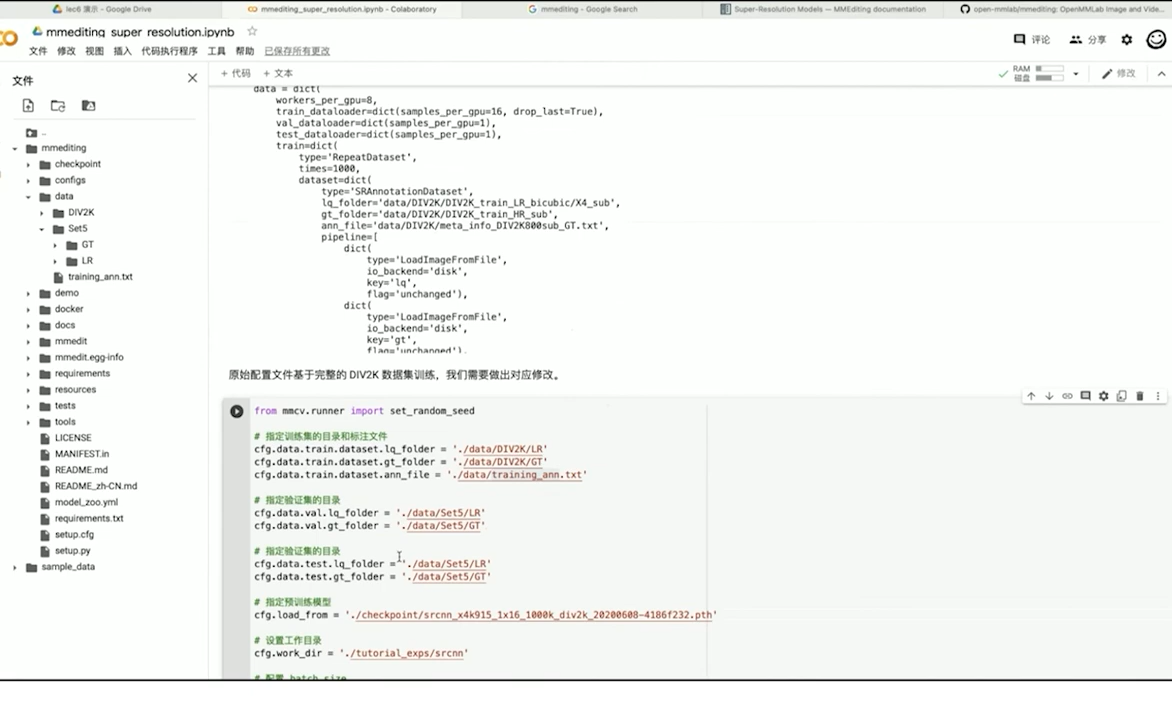 lec6 演示 - Google Drive
mmediting_super_resolution.ipynb - Colaboratory
mmediting - Google Search
Super-Resolution Models — MMEditing documentation
open-mmlab/mmediting: OpenMMLab Image and Vide...
mmediting_super_resolution.ipynb
文件 修改 视图 插入 代码执行程序 工具 帮助 已保存所有更改
评论
分享
文件
+ 代码 + 文本
RAM
磁盘
修改
..
mmediting
checkpoint
configs
data
DIV2K
Set5
GT
LR
training_ann.txt
demo
docker
docs
mmedit
mmedit.egg-info
requirements
resources
tests
tools
LICENSE
MANIFEST.in
README.md
README_zh-CN.md
model_zoo.yml
requirements.txt
setup.cfg
setup.py
sample_data
data = dict(
workers_per_gpu=8,
train_dataloader=dict(samples_per_gpu=16, drop_last=True),
val_dataloader=dict(samples_per_gpu=1),
test_dataloader=dict(samples_per_gpu=1),
train=dict(
type='RepeatDataset',
times=1000,
dataset=dict(
type='SRAnnotationDataset',
lq_folder='data/DIV2K/DIV2K_train_LR_bicubic/X4_sub',
gt_folder='data/DIV2K/DIV2K_train_HR_sub',
ann_file='data/DIV2K/meta_info_DIV2K800sub_GT.txt',
pipeline=[
dict(
type='LoadImageFromFile',
io_backend='disk',
key='lq',
flag='unchanged'),
dict(
type='LoadImageFromFile',
io_backend='disk',
key='gt',
flag='unchanged'),
原始配置文件基于完整的 DIV2K 数据集训练，我们需要做出对应修改。
from mmcv.runner import set_random_seed
# 指定训练集的目录和标注文件
cfg.data.train.dataset.lq_folder = './data/DIV2K/LR'
cfg.data.train.dataset.gt_folder = './data/DIV2K/GT'
cfg.data.train.dataset.ann_file = './data/training_ann.txt'
# 指定验证集的目录
cfg.data.val.lq_folder = './data/Set5/LR'
cfg.data.val.gt_folder = './data/Set5/GT'
# 指定验证集的目录
cfg.data.test.lq_folder = './data/Set5/LR'
cfg.data.test.gt_folder = './data/Set5/GT'
# 指定预训练模型
cfg.load_from = './checkpoint/srcnn_x4k915_1x16_1000k_div2k_20200608-4186f232.pth'
# 设置工作目录
cfg.work_dir = './tutorial_exps/srcnn'
# 配置 batch size